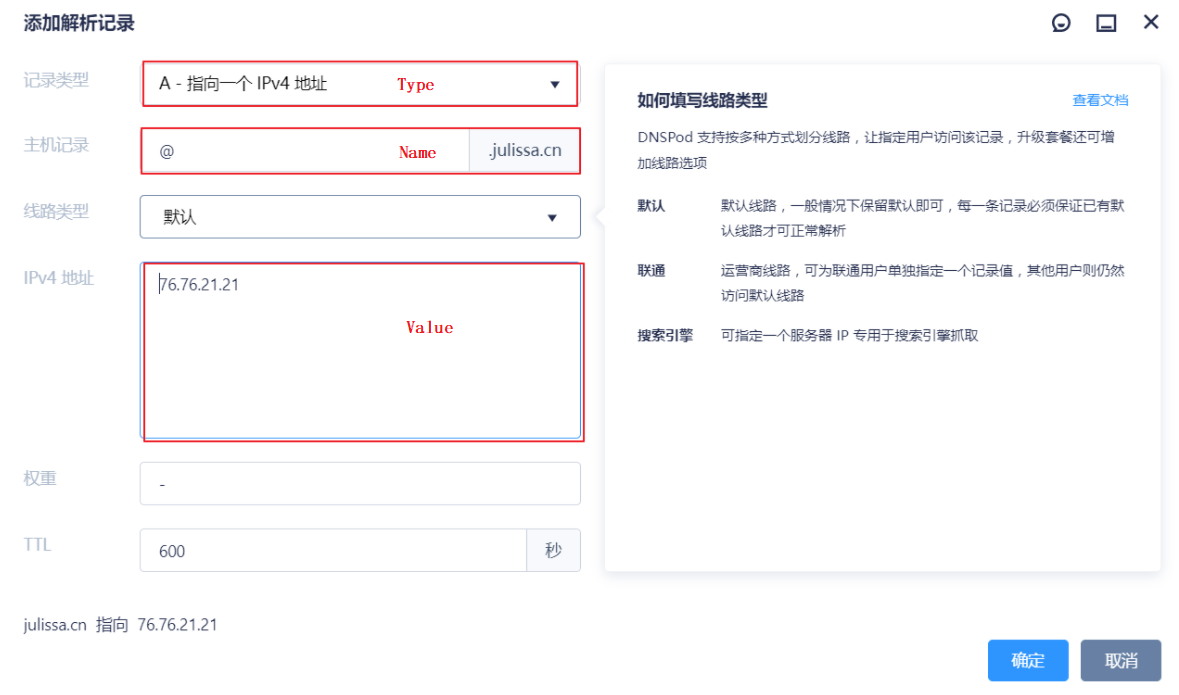 添加解析记录
记录类型
A - 指向一个 IPv4 地址
Type
主机记录
@
Name
.julissa.cn
线路类型
默认
IPv4 地址
76.76.21.21
Value
权重
-
TTL
600
秒
julissa.cn 指向 76.76.21.21
如何填写线路类型
查看文档
DNSPod 支持按多种方式划分线路，让指定用户访问该记录，升级套餐还可增
加线路选项
默认
默认线路，一般情况下保留默认即可，每一条记录必须保证已有默
认线路才可正常解析
联通
运营商线路，可为联通用户单独指定一个记录值，其他用户则仍然
访问默认线路
搜索引擎
可指定一个服务器 IP 专用于搜索引擎抓取
确定
取消